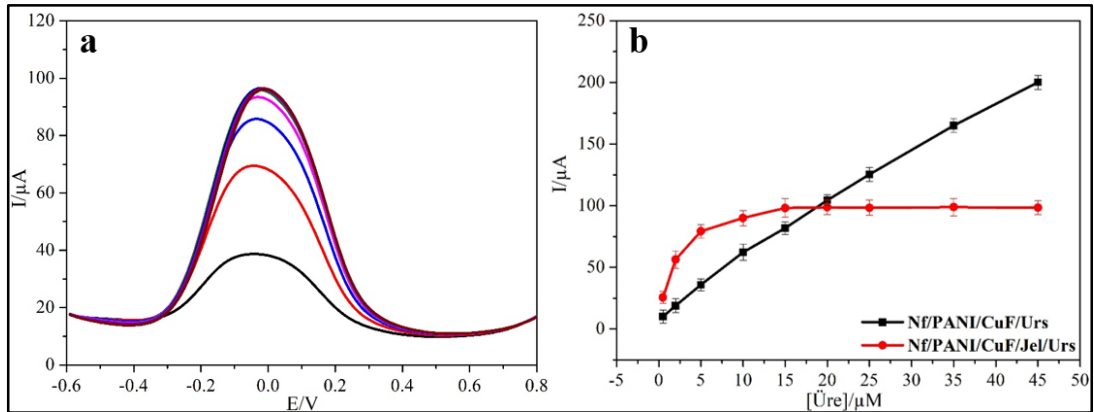 a
120
100
80
60
40
20
0
I/µA
-0.6 -0.4 -0.2 0.0 0.2 0.4 0.6 0.8
E/V
b
250
200
150
100
50
0
I/µA
-5 0 5 10 15 20 25 30 35 40 45 50
[Üre]/µM
Nf/PANI/CuF/Urs
Nf/PANI/CuF/Jel/Urs